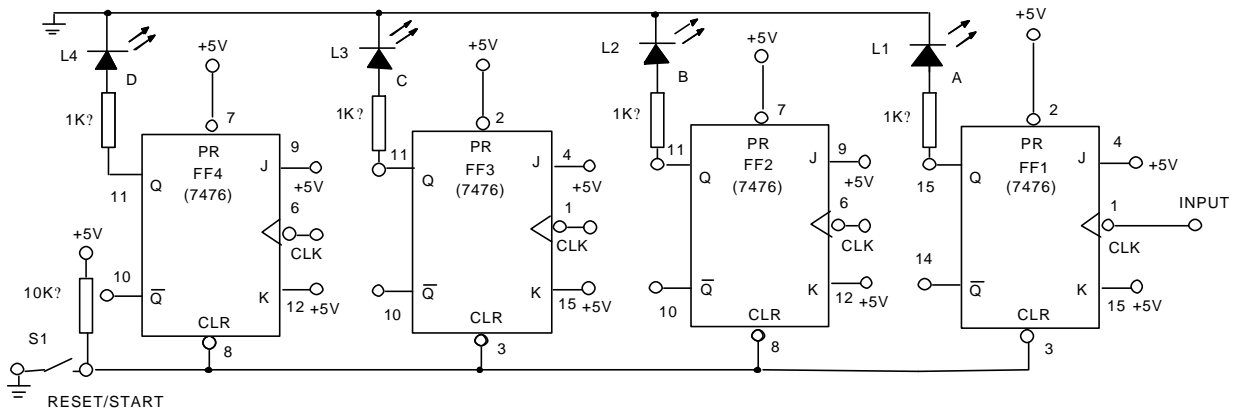 L4
D
1K?
+5V
7
PR
FF4
(7476)
Q
11
J
9
+5V
6
CLK
10
Q
K
12
+5V
CLR
8
+5V
10K?
S1
RESET/START
L3
C
1K?
+5V
2
PR
FF3
(7476)
Q
11
J
4
+5V
1
CLK
10
Q
K
15
+5V
CLR
3
L2
B
1K?
+5V
7
PR
FF2
(7476)
Q
11
J
9
+5V
6
CLK
10
Q
K
12
+5V
CLR
8
L1
A
1K?
+5V
2
PR
FF1
(7476)
Q
15
J
4
+5V
1
CLK
INPUT
14
Q
K
15
+5V
CLR
3